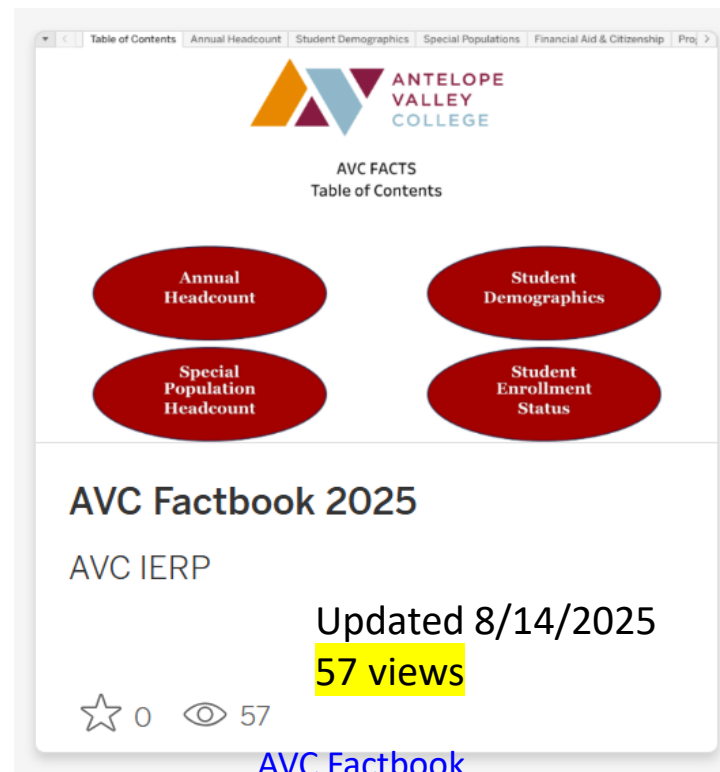 Table of Contents Annual Headcount Student Demographics Special Populations Financial Aid & Citizenship Proj
ANTELOPE
VALLEY
COLLEGE
AVC FACTS
Table of Contents
Annual
Headcount
Student
Demographics
Special
Population
Headcount
Student
Enrollment
Status
AVC Factbook 2025
AVC IERP
Updated 8/14/2025
57 views
0 57
AVC Factbook